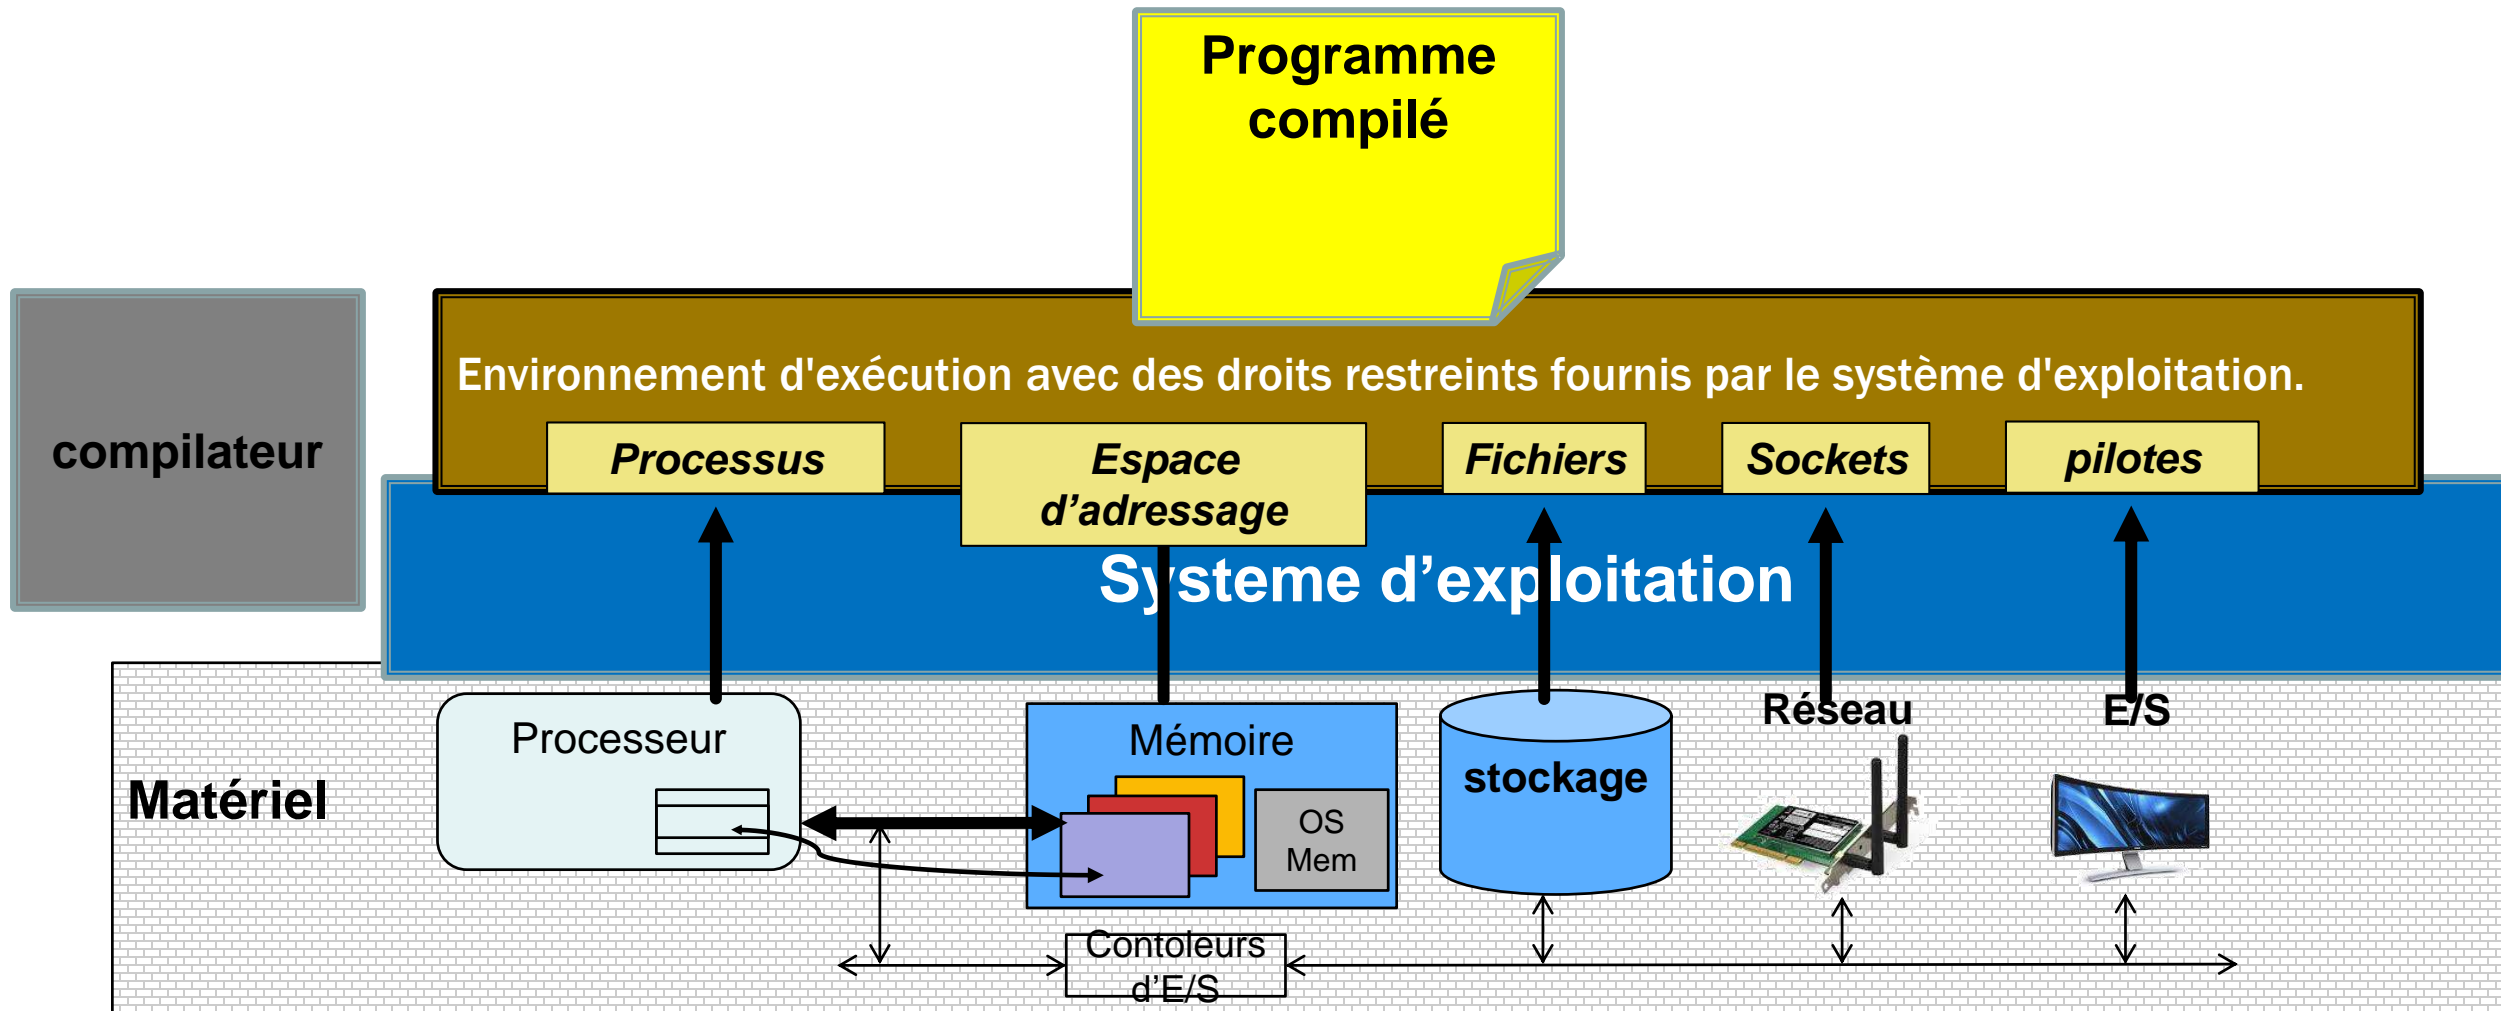 Programme
compilé
Environnement d'exécution avec des droits restreints fournis par le système d'exploitation.
compilateur
Processus
Espace
d’adressage
Fichiers
Sockets
pilotes
Systeme d’exploitation
Matériel
Processeur
Mémoire
OS
Mem
stockage
Réseau
E/S
Contoleurs
d’E/S